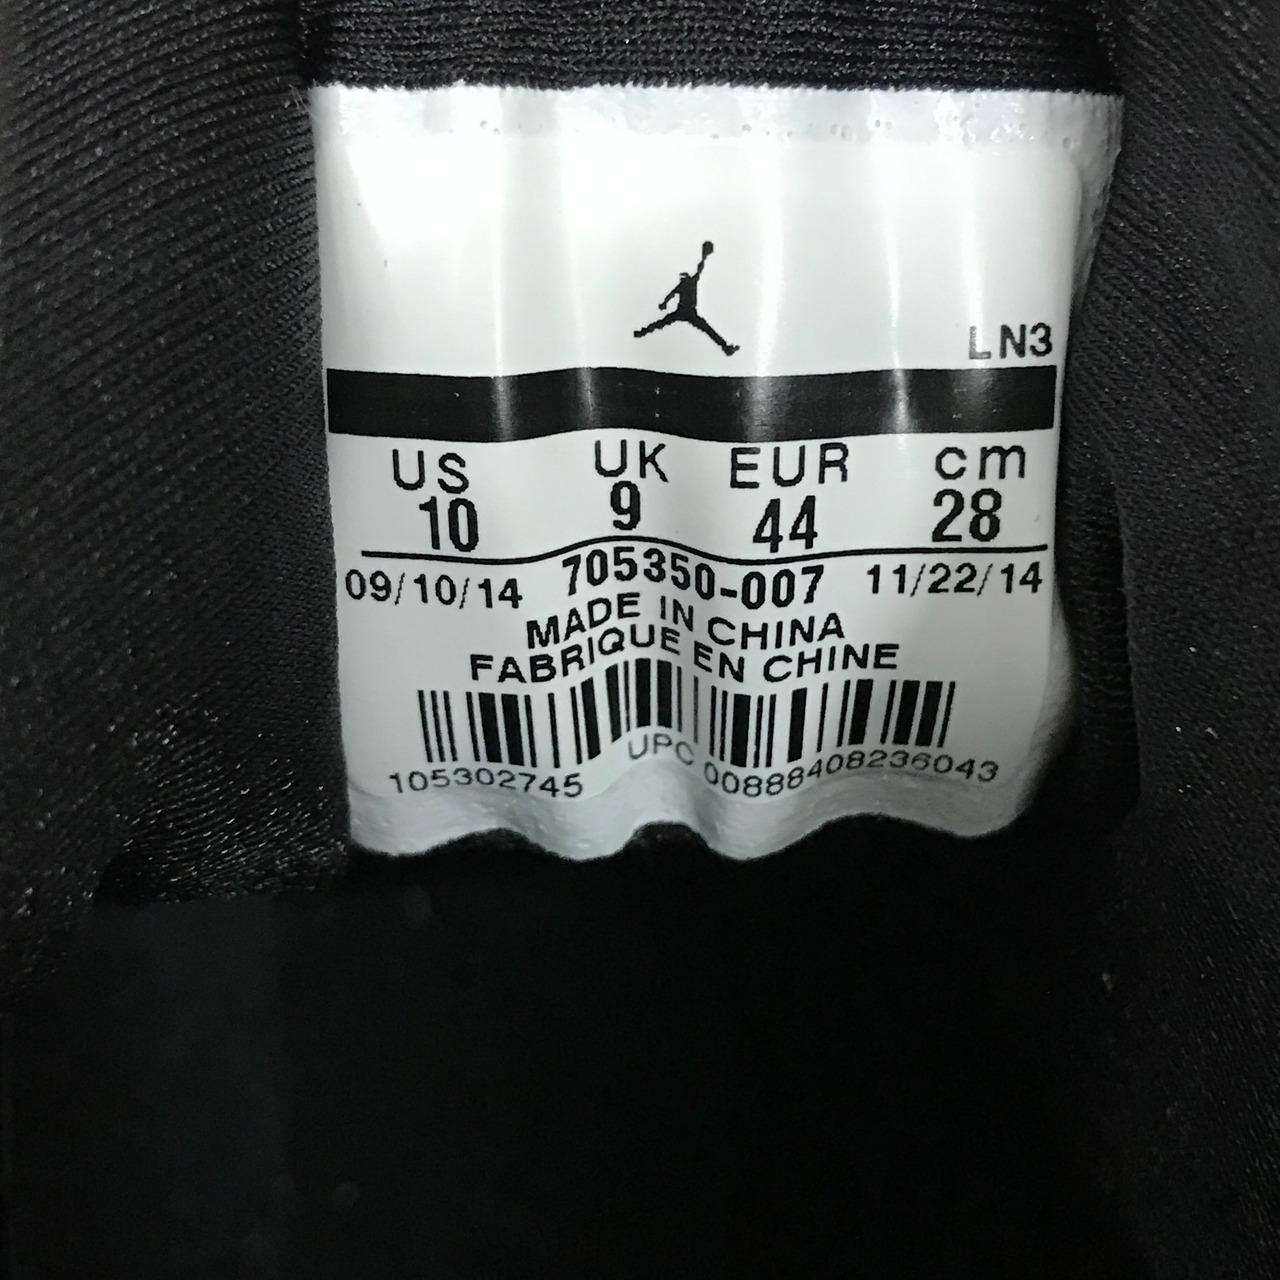 LN3
US UK EUR cm
10 9 44 28
09/10/14 705350-007 11/22/14
MADE IN CHINA
FABRIQUE EN CHINE
105302745 UPC 00888408236043